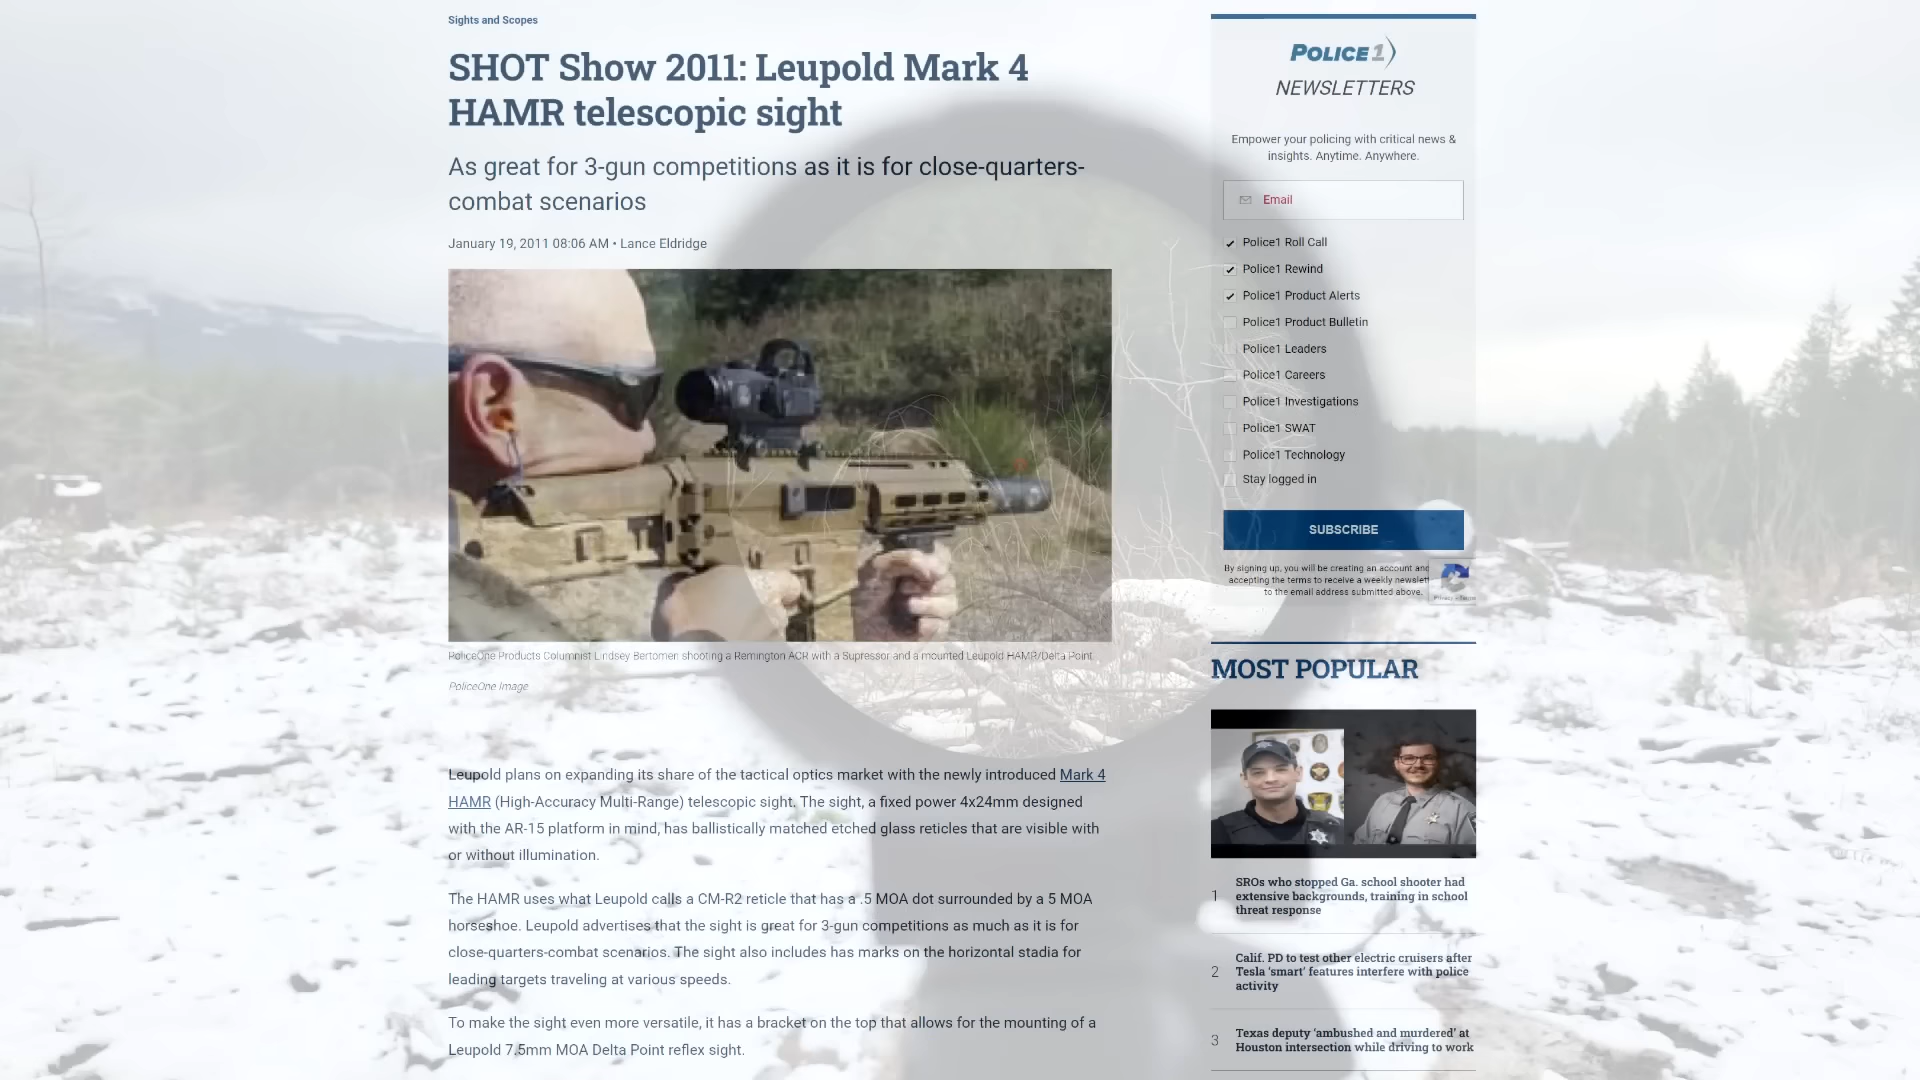 Sights and Scopes
SHOT Show 2011: Leupold Mark 4
HAMR telescopic sight
As great for 3-gun competitions as it is for close-quarters-
combat scenarios
January 19, 2011 08:06 AM • Lance Eldridge
PoliceOne Products Columnist Lindsey Bertomen shooting a Remington ACR with a Supressor and a mounted Leupold HAMR/Delta Point.
PoliceOne Image
Leupold plans on expanding its share of the tactical optics market with the newly introduced Mark 4
HAMR (High-Accuracy Multi-Range) telescopic sight. The sight, a fixed power 4x24mm designed
with the AR-15 platform in mind, has ballistically matched etched glass reticles that are visible with
or without illumination.
The HAMR uses what Leupold calls a CM-R2 reticle that has a .5 MOA dot surrounded by a 5 MOA
horseshoe. Leupold advertises that the sight is great for 3-gun competitions as much as it is for
close-quarters-combat scenarios. The sight also includes has marks on the horizontal stadia for
leading targets traveling at various speeds.
To make the sight even more versatile, it has a bracket on the top that allows for the mounting of a
Leupold 7.5mm MOA Delta Point reflex sight.
POLICE1
NEWSLETTERS
Empower your policing with critical news &
insights. Anytime. Anywhere.
Email
Police1 Roll Call
Police1 Rewind
Police1 Product Alerts
Police1 Product Bulletin
Police1 Leaders
Police1 Careers
Police1 Investigations
Police1 SWAT
Police1 Technology
Stay logged in
SUBSCRIBE
By signing up, you will be creating an account and
accepting the terms to receive a weekly newslett
to the email address submitted above.
Privacy - Terms
MOST POPULAR
1
SROs who stopped Ga. school shooter had
extensive backgrounds, training in school
threat response
2
Calif. PD to test other electric cruisers after
Tesla ‘smart’ features interfere with police
activity
3
Texas deputy ‘ambushed and murdered’ at
Houston intersection while driving to work